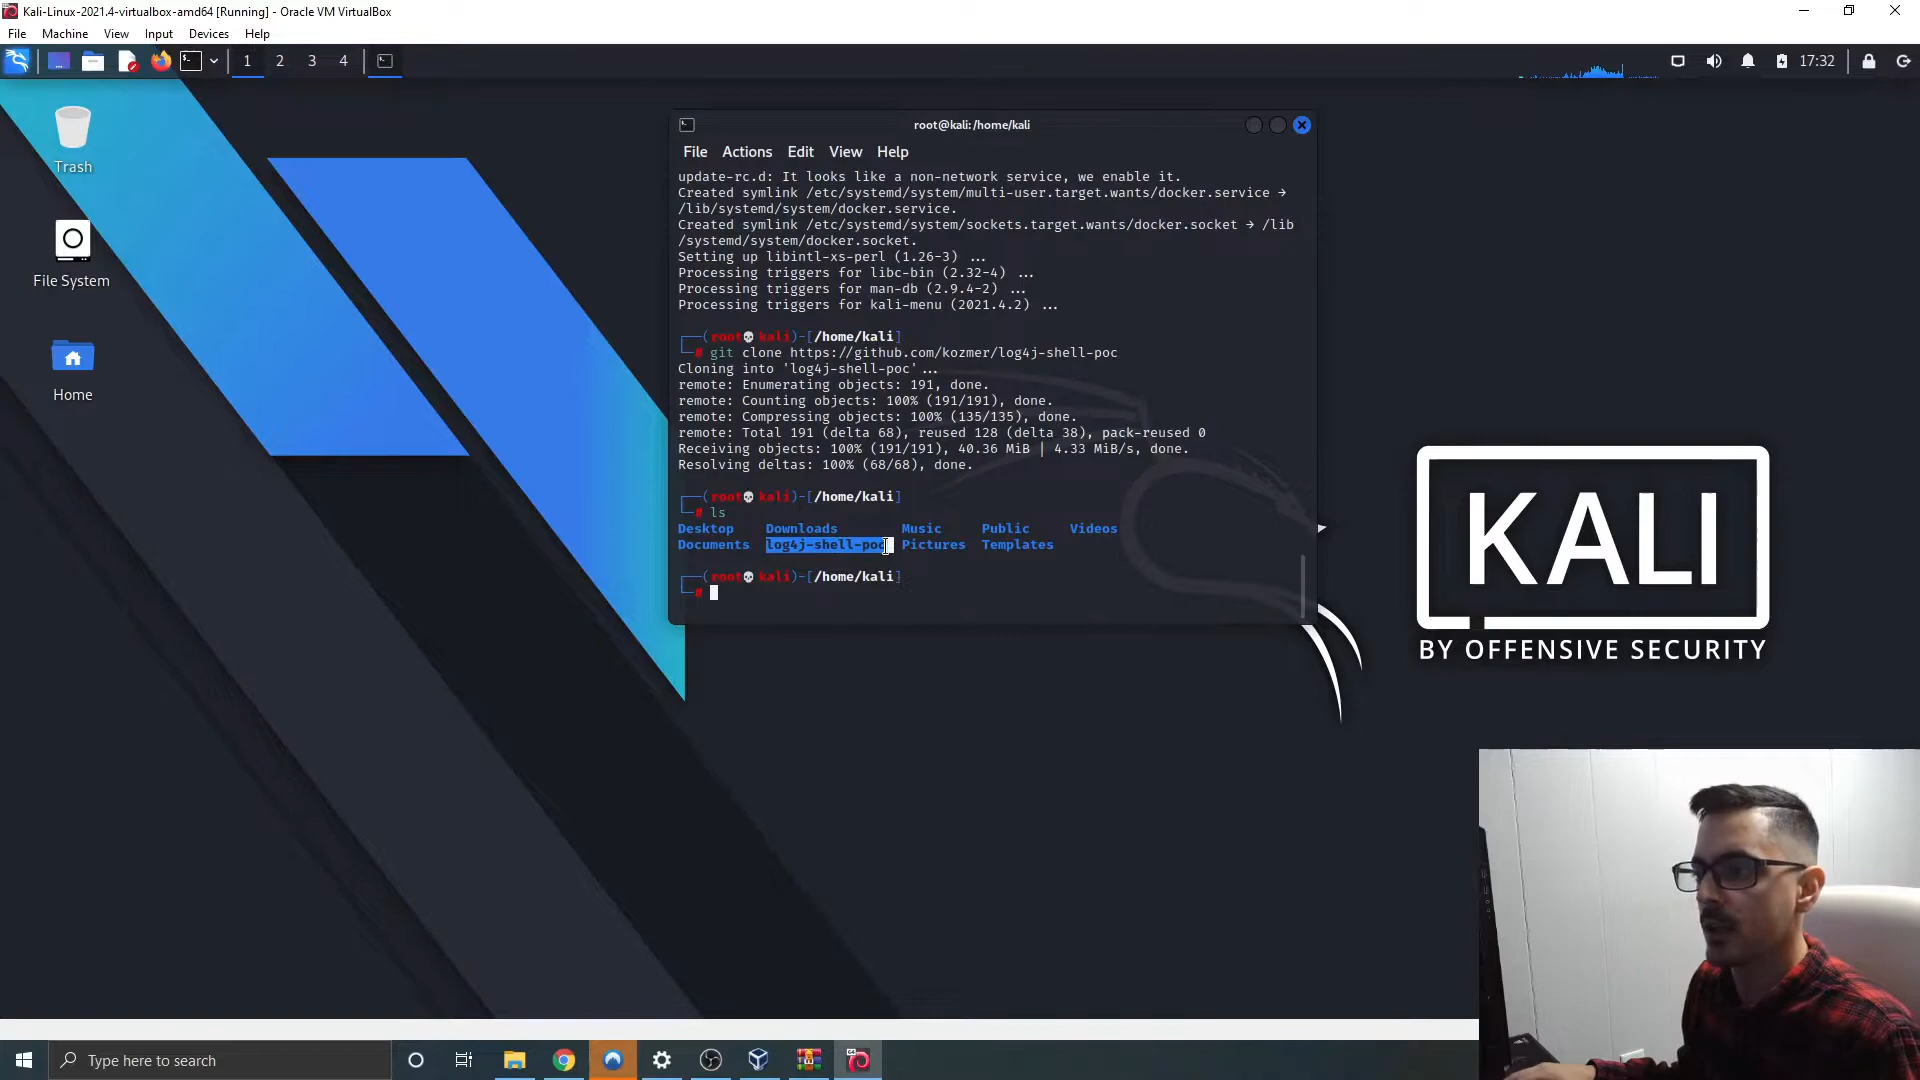 Kali-Linux-2021.4-virtualbox-amd64 [Running] - Oracle VM VirtualBox
File Machine View Input Devices Help
1 2 3 4
17:32
Trash
File System
Home
root@kali:/home/kali
File Actions Edit View Help
update-rc.d: It looks like a non-network service, we enable it.
Created symlink /etc/systemd/system/multi-user.target.wants/docker.service →
/lib/systemd/system/docker.service.
Created symlink /etc/systemd/system/sockets.target.wants/docker.socket → /lib
/systemd/system/docker.socket.
Setting up libintl-xs-perl (1.26-3) ...
Processing triggers for libc-bin (2.32-4) ...
Processing triggers for man-db (2.9.4-2) ...
Processing triggers for kali-menu (2021.4.2) ...
┌──(root💀kali)-[/home/kali]
└─# git clone https://github.com/kozmer/log4j-shell-poc
Cloning into 'log4j-shell-poc'...
remote: Enumerating objects: 191, done.
remote: Counting objects: 100% (191/191), done.
remote: Compressing objects: 100% (135/135), done.
remote: Total 191 (delta 68), reused 128 (delta 38), pack-reused 0
Receiving objects: 100% (191/191), 40.36 MiB | 4.33 MiB/s, done.
Resolving deltas: 100% (68/68), done.
┌──(root💀kali)-[/home/kali]
└─# ls
Desktop Downloads Music Public Videos
Documents log4j-shell-poc Pictures Templates
┌──(root💀kali)-[/home/kali]
└─#
KALI
BY OFFENSIVE SECURITY
Type here to search